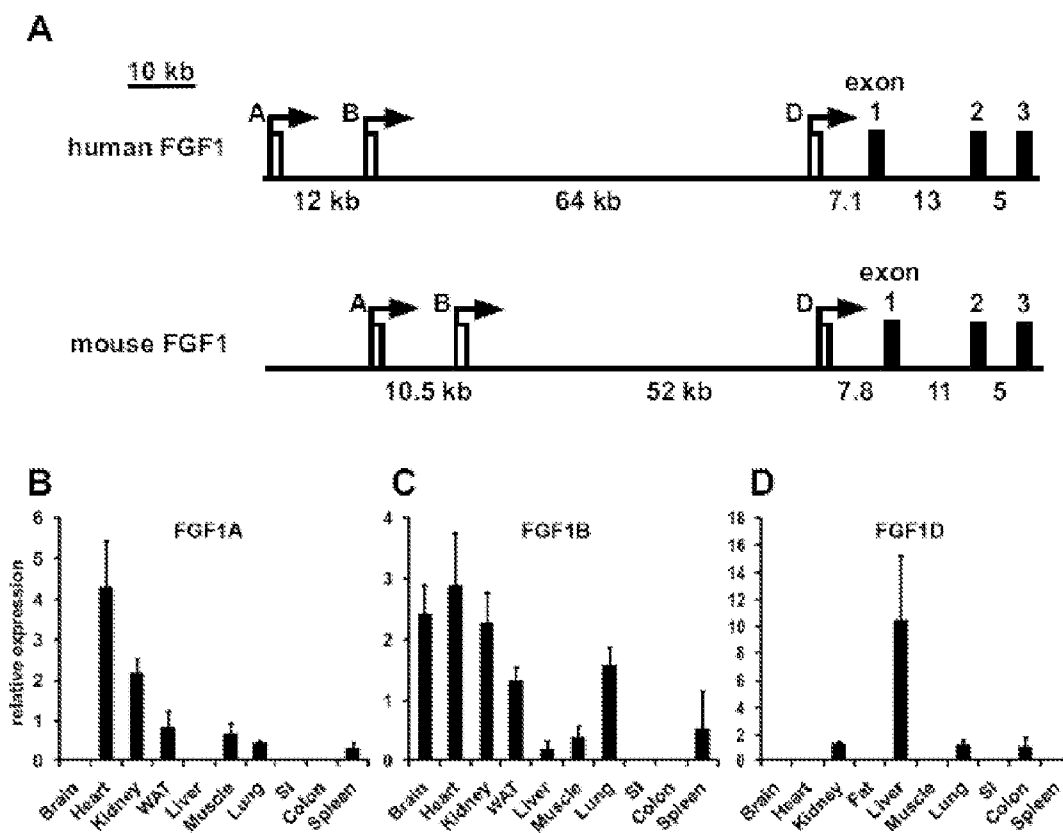 A
10 kb
exon
A B D 1 2 3
human FGF1
12 kb 64 kb 7.1 13 5
exon
A B D 1 2 3
mouse FGF1
10.5 kb 52 kb 7.8 11 5
B
FGF1A
relative expression
6
5
4
3
2
1
0
Brain
Heart
Kidney
WAT
Liver
Muscle
Lung
SI
Colon
Spleen
C
FGF1B
4
3
2
1
0
Brain
Heart
Kidney
WAT
Liver
Muscle
Lung
SI
Colon
Spleen
D
FGF1D
18
16
14
12
10
8
6
4
2
0
Brain
Heart
Kidney
Fat
Liver
Muscle
Lung
SI
Colon
Spleen